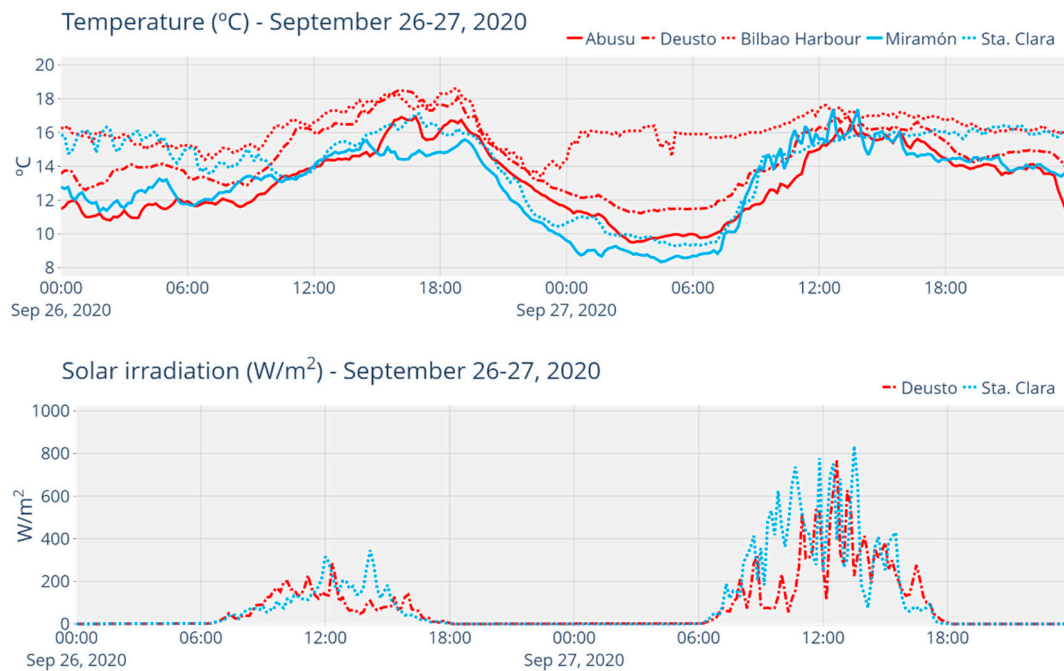 Temperature (ºC) - September 26-27, 2020
Abusu Deusto Bilbao Harbour Miramón Sta. Clara
20
18
16
14
12
10
8
ºC
00:00 06:00 12:00 18:00 00:00 06:00 12:00 18:00
Sep 26, 2020 Sep 27, 2020
Solar irradiation (W/m²) - September 26-27, 2020
Deusto Sta. Clara
1000
800
600
400
200
0
W/m²
00:00 06:00 12:00 18:00 00:00 06:00 12:00 18:00
Sep 26, 2020 Sep 27, 2020